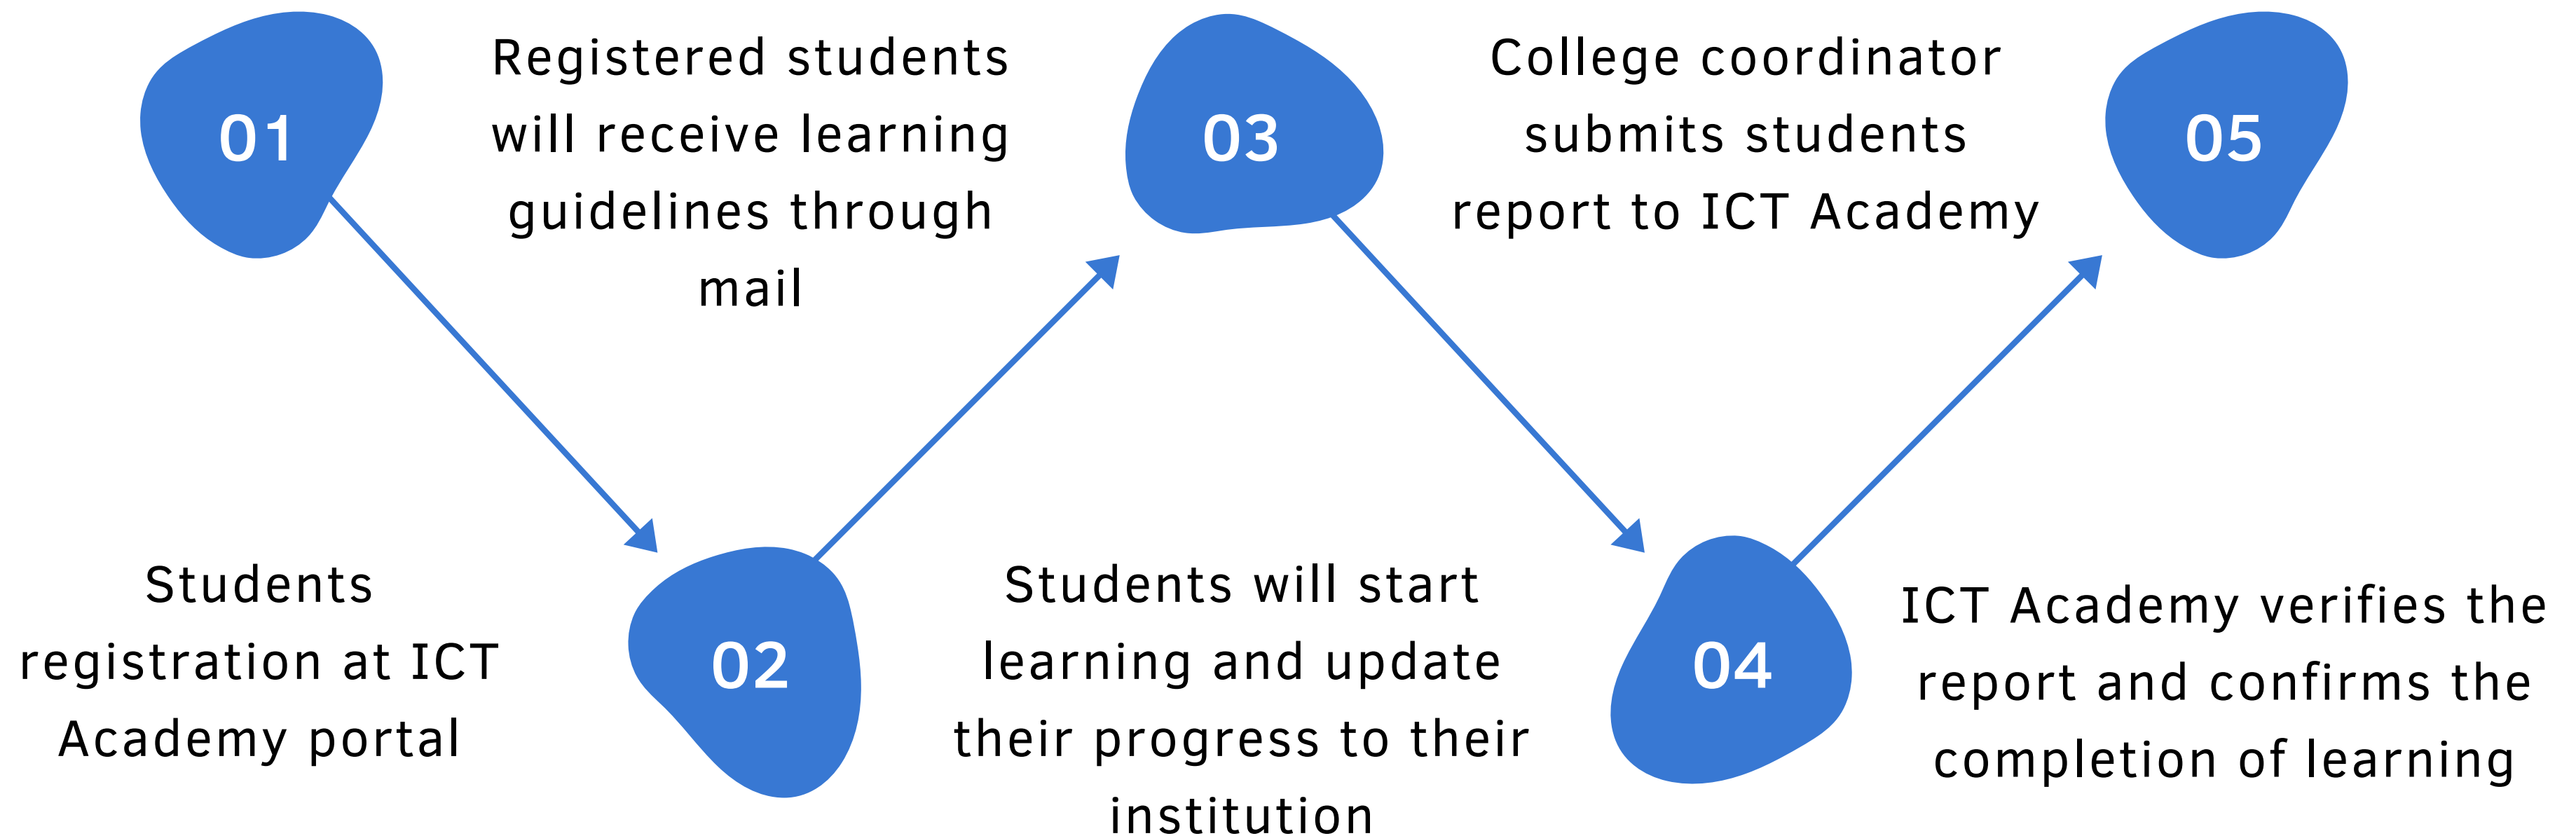 01
Students
registration at ICT
Academy portal
02
Registered students
will receive learning
guidelines through
mail
03
Students will start
learning and update
their progress to their
institution
04
College coordinator
submits students
report to ICT Academy
05
ICT Academy verifies the
report and confirms the
completion of learning